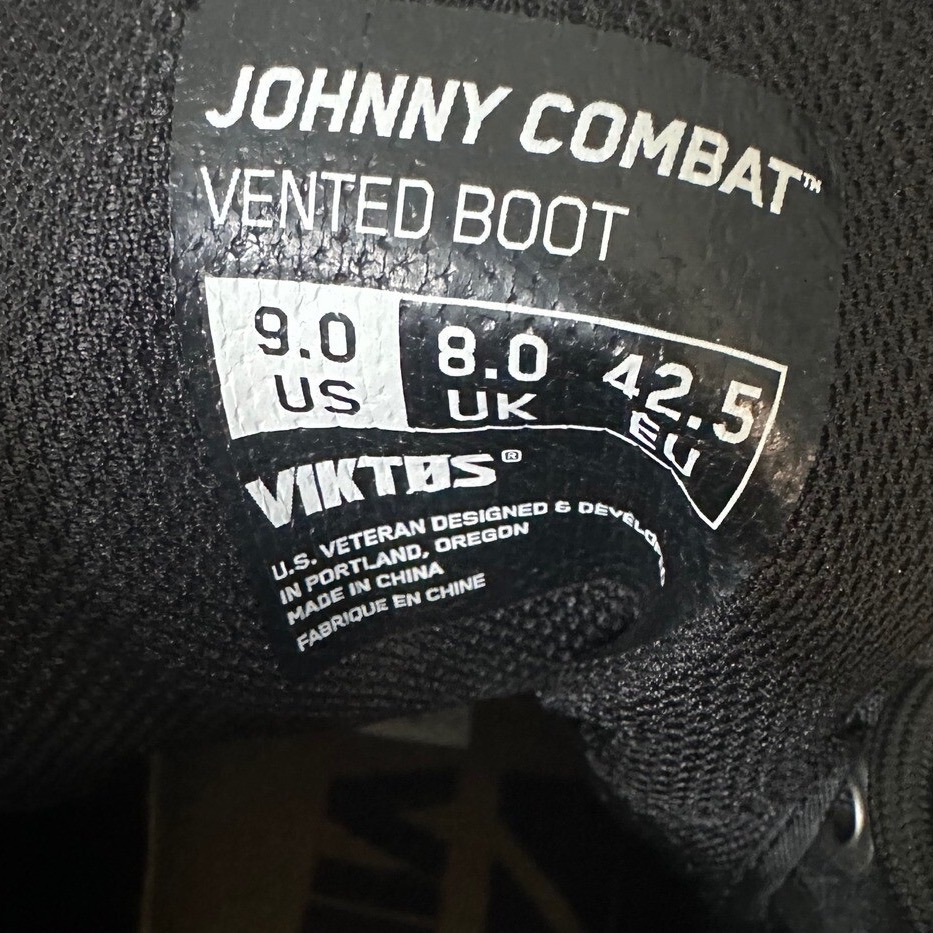 JOHNNY COMBAT™
VENTED BOOT
9.0 8.0 42.5
US UK EU
VIKTØS®
U.S. VETERAN DESIGNED & DEVELOPED
IN PORTLAND, OREGON
MADE IN CHINA
FABRIQUE EN CHINE